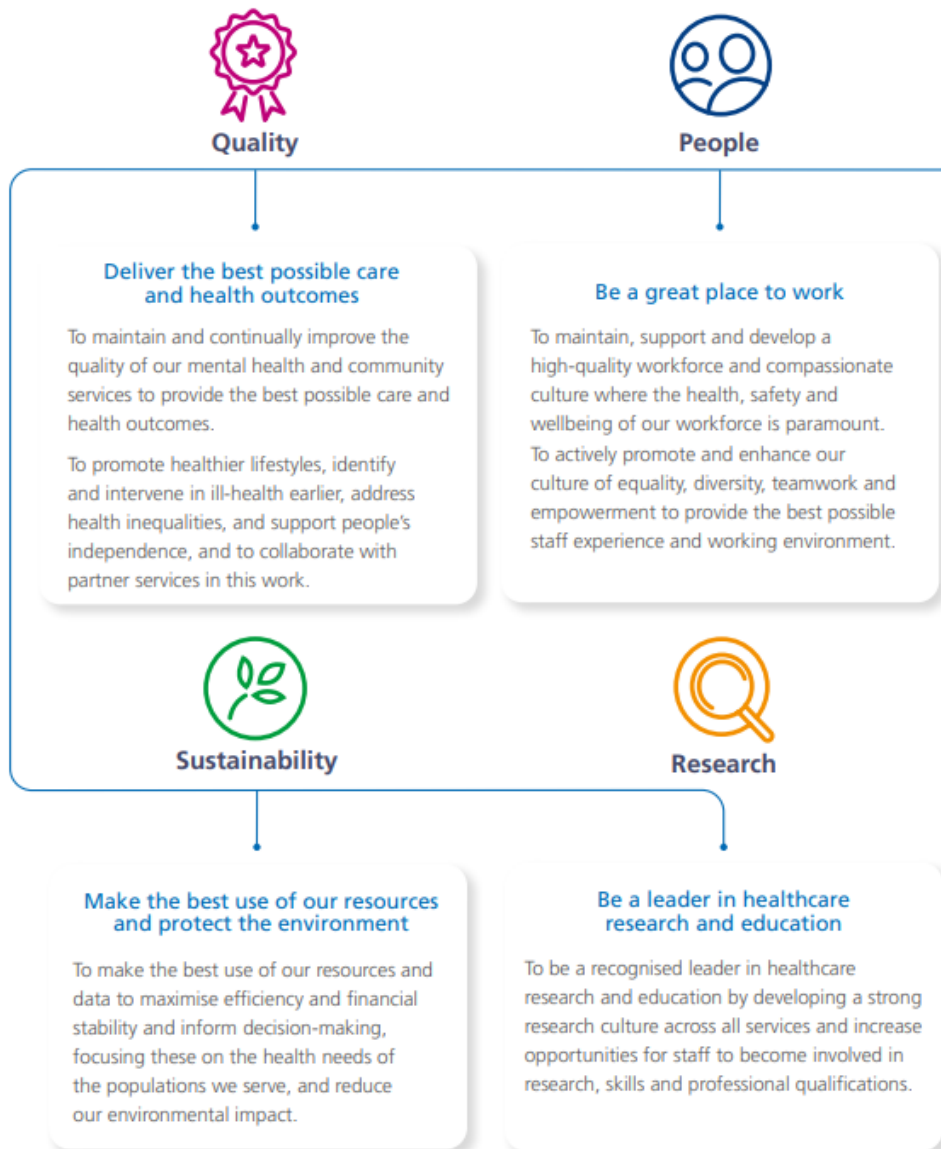 Quality
People
Deliver the best possible care
and health outcomes
To maintain and continually improve the
quality of our mental health and community
services to provide the best possible care and
health outcomes.
To promote healthier lifestyles, identify
and intervene in ill-health earlier, address
health inequalities, and support people's
independence, and to collaborate with
partner services in this work.
Be a great place to work
To maintain, support and develop a
high-quality workforce and compassionate
culture where the health, safety and
wellbeing of our workforce is paramount.
To actively promote and enhance our
culture of equality, diversity, teamwork and
empowerment to provide the best possible
staff experience and working environment.
Sustainability
Research
Make the best use of our resources
and protect the environment
To make the best use of our resources and
data to maximise efficiency and financial
stability and inform decision-making,
focusing these on the health needs of
the populations we serve, and reduce
our environmental impact.
Be a leader in healthcare
research and education
To be a recognised leader in healthcare
research and education by developing a strong
research culture across all services and increase
opportunities for staff to become involved in
research, skills and professional qualifications.